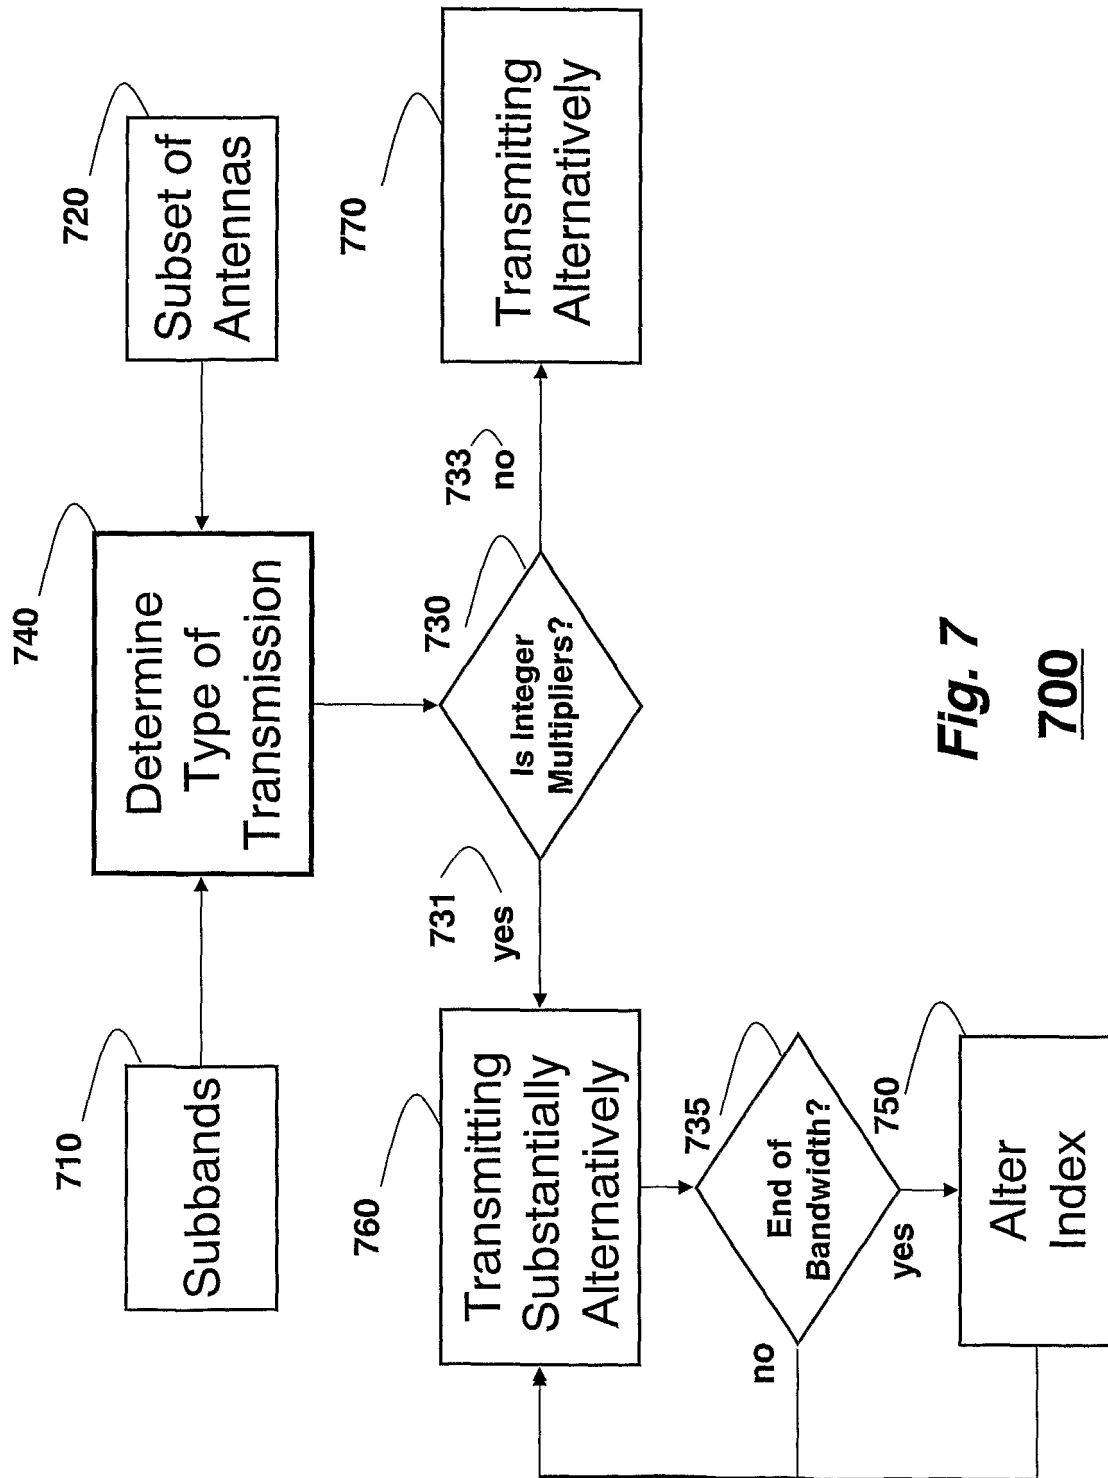 710
Subbands
740
Determine
Type of
Transmission
720
Subset of
Antennas
760
Transmitting
Substantially
Alternatively
731
yes
730
Is Integer
Multipliers?
733
no
770
Transmitting
Alternatively
735
End of
Bandwidth?
no
yes
750
Alter
Index
Fig. 7
700